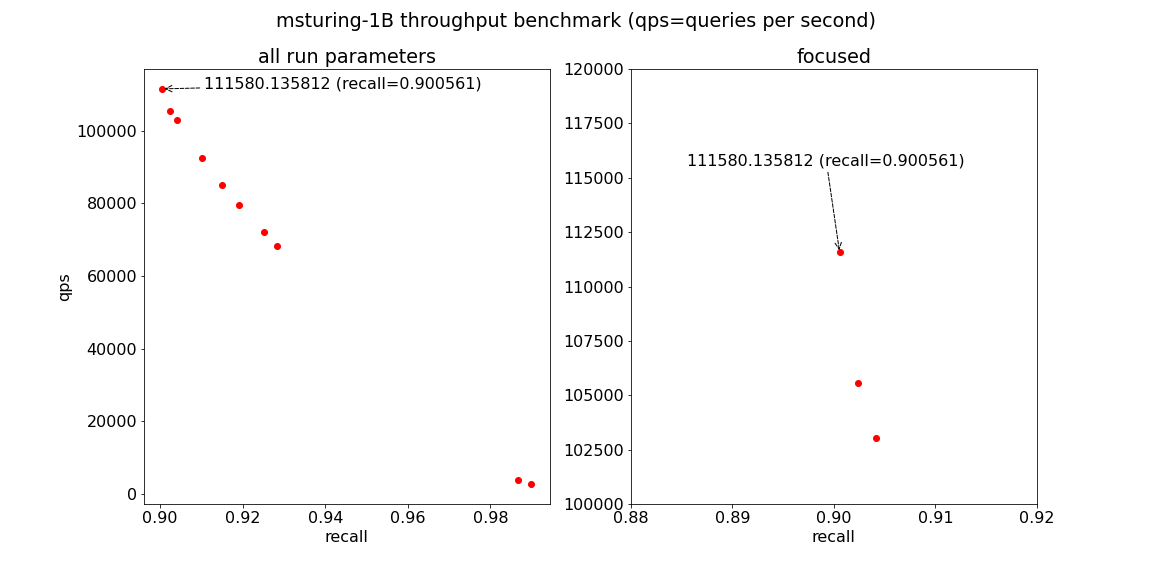 msturing-1B throughput benchmark (qps=queries per second)
all run parameters
111580.135812 (recall=0.900561)
100000
80000
60000
40000
20000
0
qps
0.90 0.92 0.94 0.96 0.98
recall
focused
120000
117500
115000
112500
110000
107500
105000
102500
100000
111580.135812 (recall=0.900561)
0.88 0.89 0.90 0.91 0.92
recall